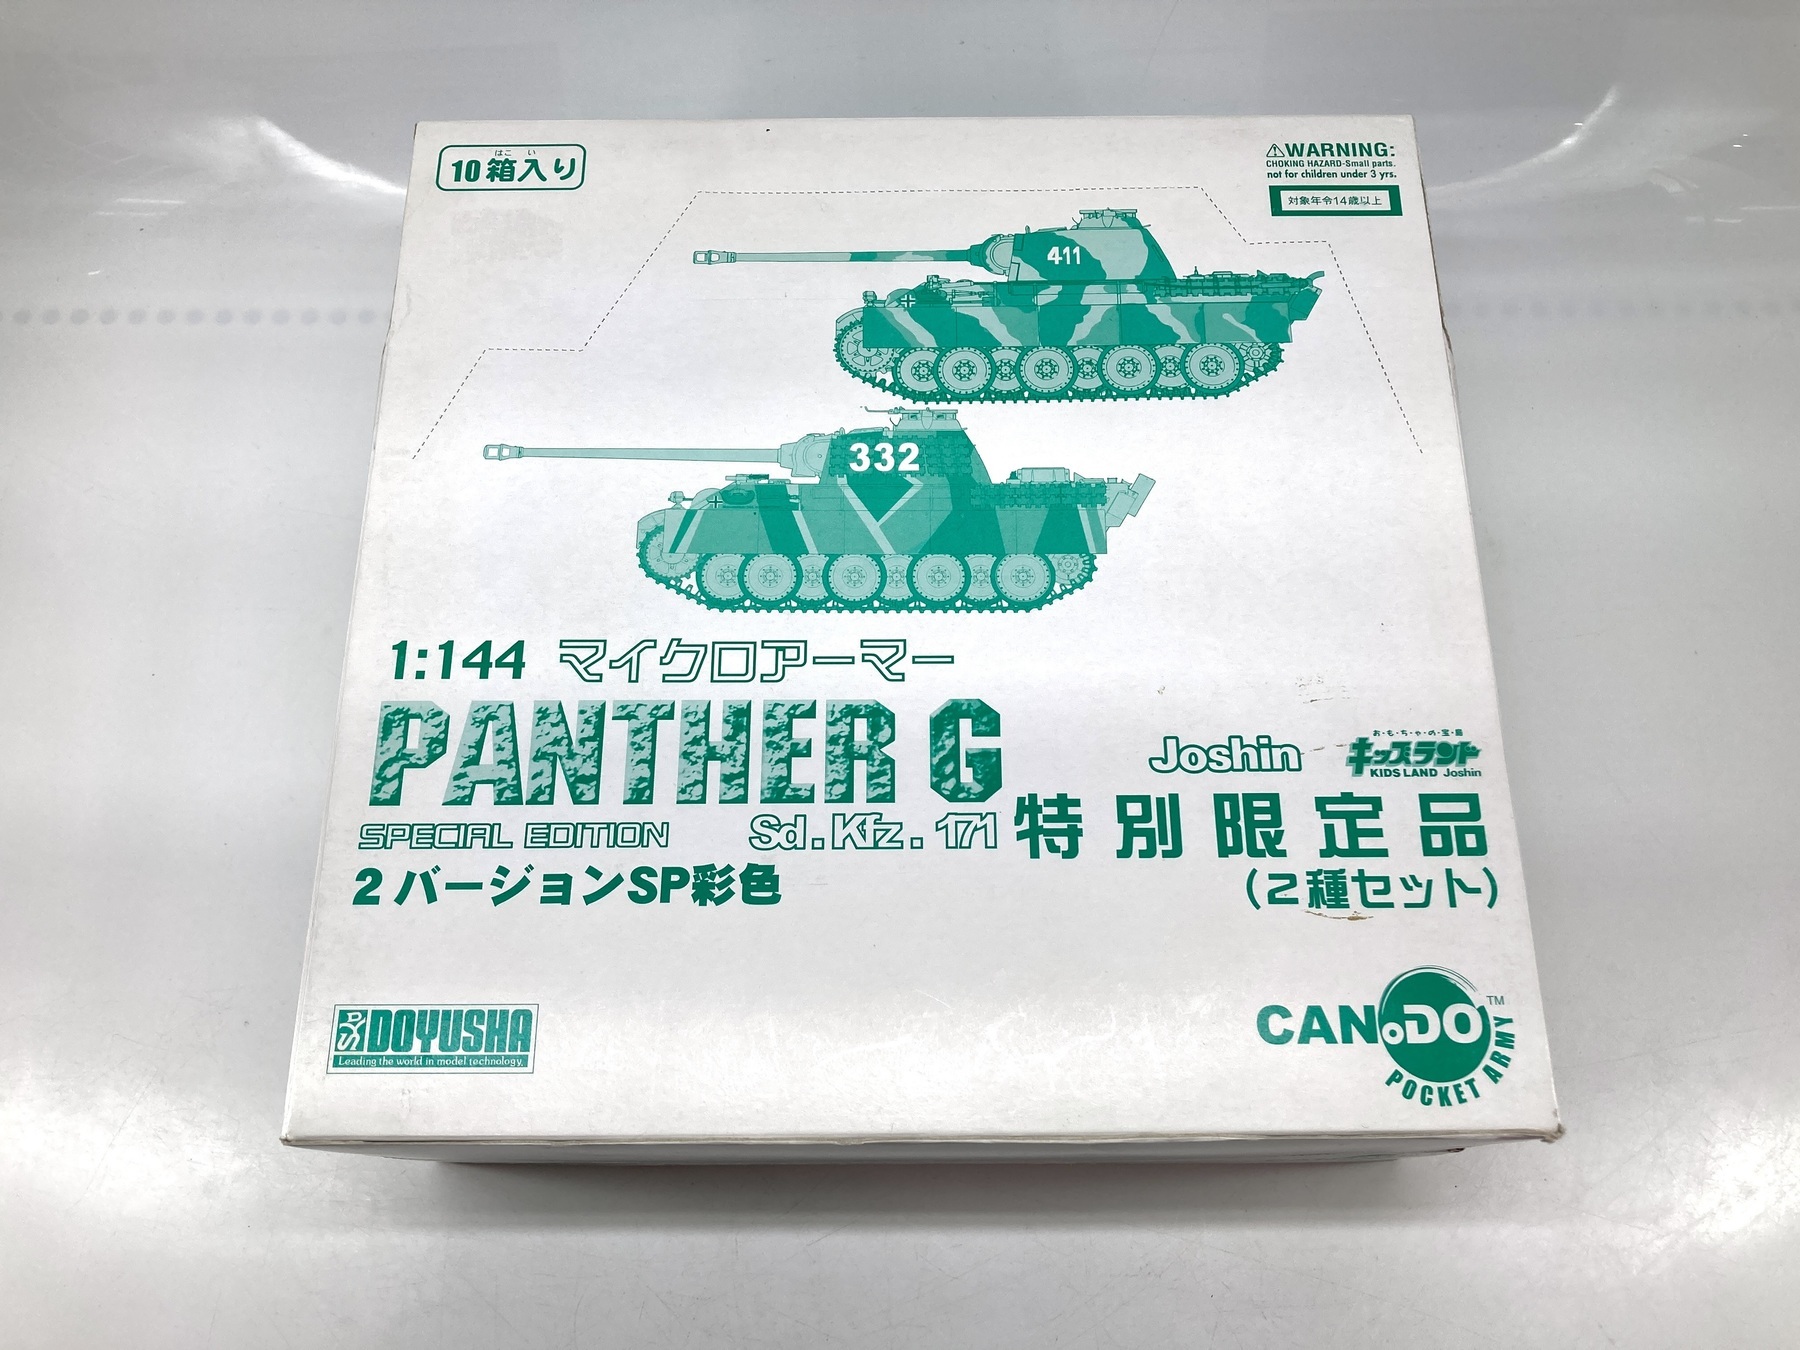 はこ い
10箱入り
⚠WARNING:
CHOKING HAZARD-Small parts.
not for children under 3 yrs.
対象年令14歳以上
411
332
1:144 マイクロアーマー
PANTHER G
SPECIAL EDITION Sd.Kfz.171
2バージョンSP彩色
Joshin
お・も・ち・ゃ・の・宝・島
キッズランド
KIDS LAND Joshin
特別限定品
(2種セット)
DOYUSHA
Leading the world in model technology.
CAN.DO TM
POCKET ARMY